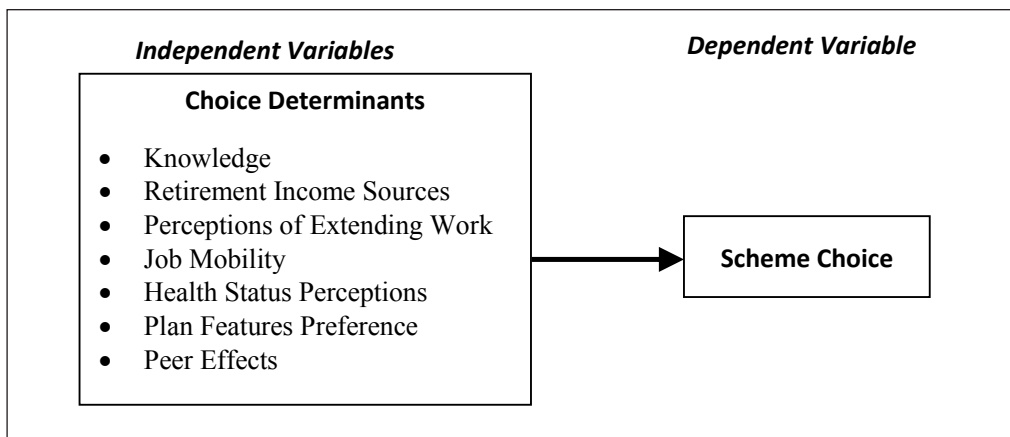 Independent Variables
Dependent Variable
Choice Determinants
• Knowledge
• Retirement Income Sources
• Perceptions of Extending Work
• Job Mobility
• Health Status Perceptions
• Plan Features Preference
• Peer Effects
Scheme Choice